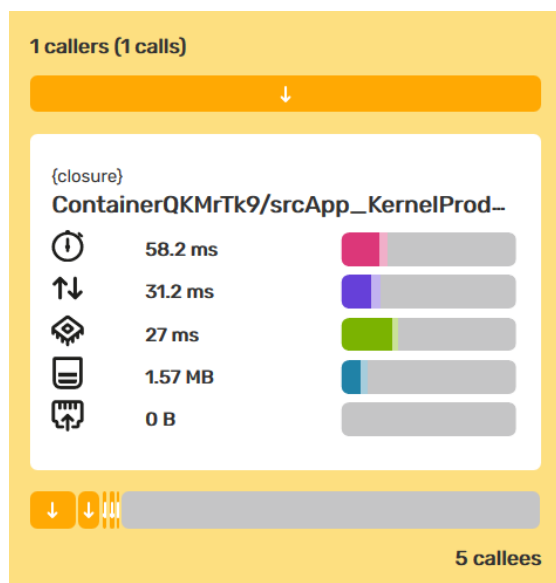 1 callers (1 calls)
↓
{closure}
ContainerQKMrTk9/srcApp_KernelProd…
58.2 ms
31.2 ms
27 ms
1.57 MB
0 B
↓ ↓ ↓ ↓ ↓
5 callees